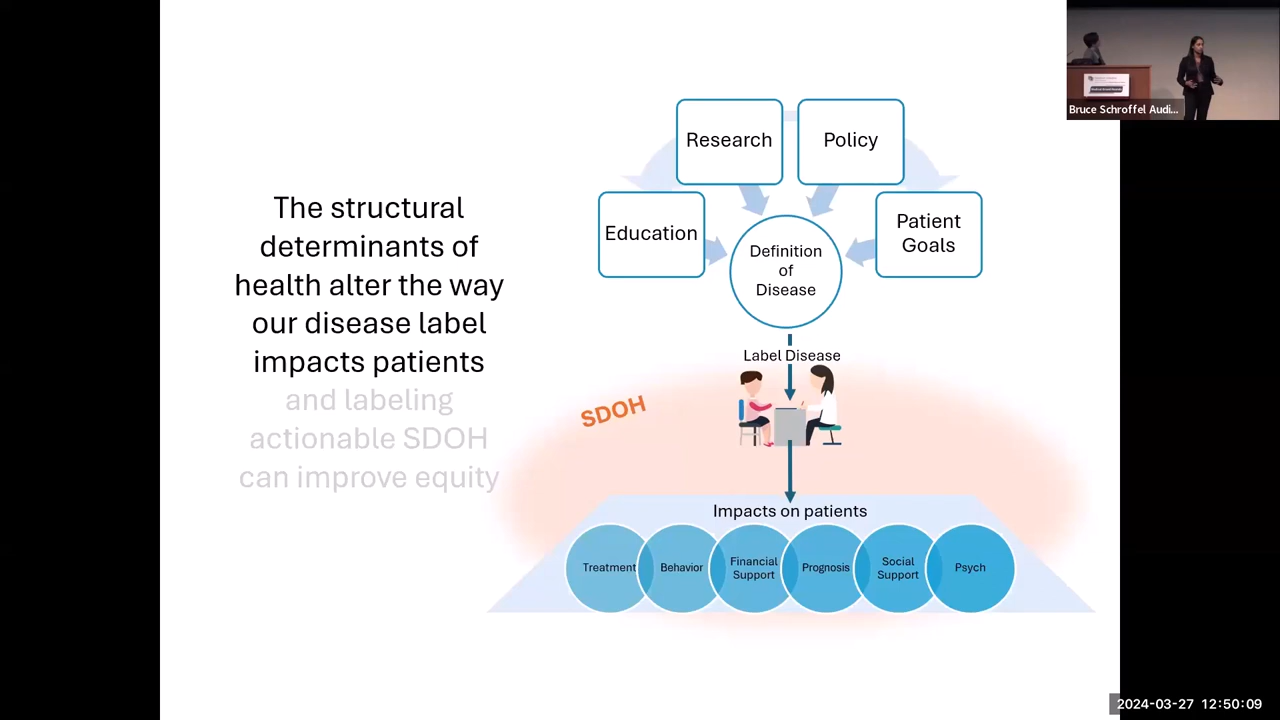 The structural
determinants of
health alter the way
our disease label
impacts patients
and labeling
actionable SDOH
can improve equity
Research
Policy
Education
Patient
Goals
Definition
of
Disease
Label Disease
SDOH
Impacts on patients
Treatment
Behavior
Financial
Support
Prognosis
Social
Support
Psych
Bruce Schroffel Audi...
2024-03-27 12:50:09